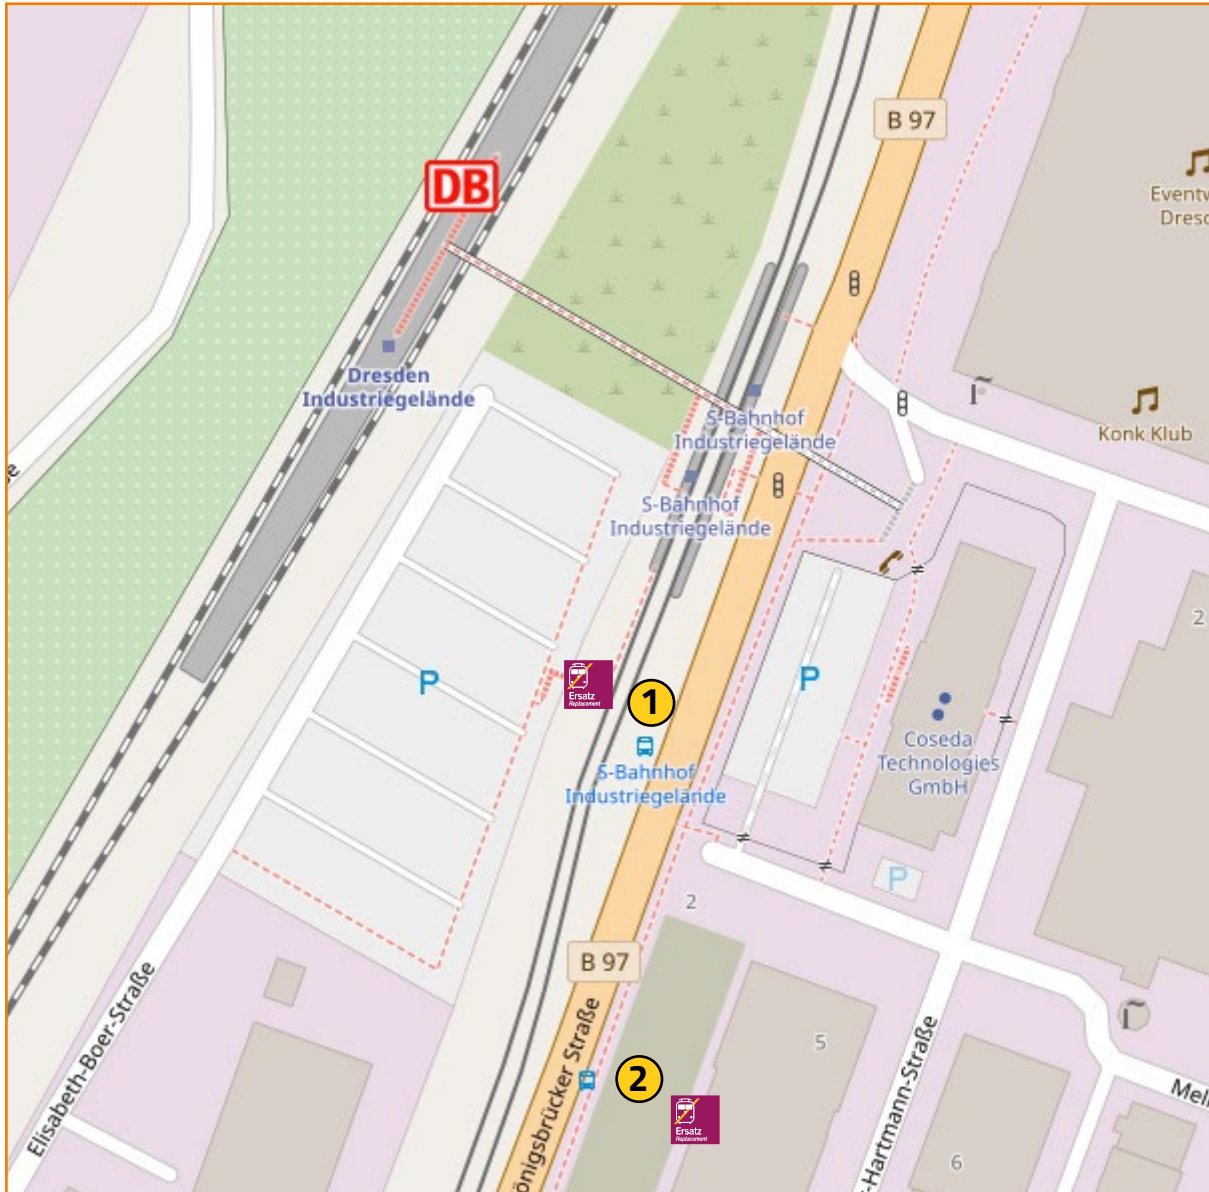 B 97
DB
Eventw
Dresd
Dresden
Industriegelände
S-Bahnhof
Industriegelände
Konk Klub
S-Bahnhof
Industriegelände
P
P
2
Ersatz
Replacement
1
S-Bahnhof
Industriegelände
Coseda
Technologies
GmbH
P
2
B 97
Elisabeth-Boer-Straße
önigsbrücker Straße
2
Ersatz
Replacement
5
6
-Hartmann-Straße
Mel